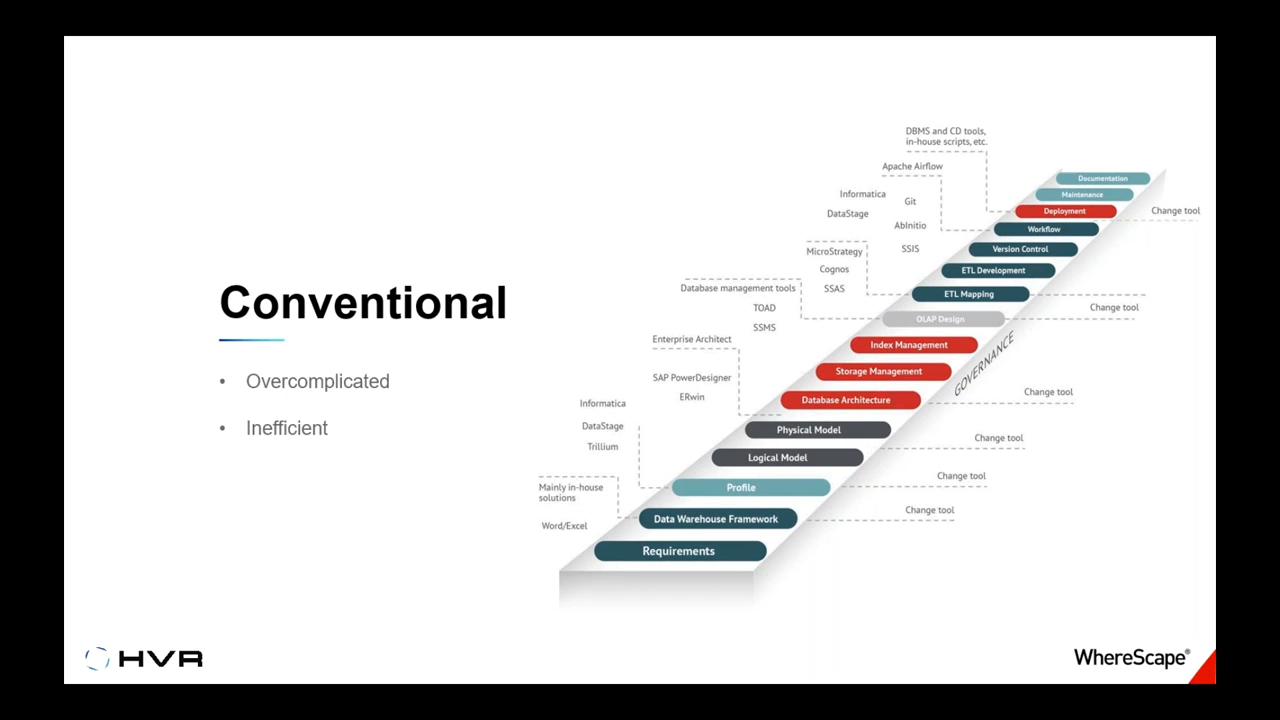 Conventional
• Overcomplicated
• Inefficient
DBMS and CD tools,
in-house scripts, etc.
Apache Airflow
Informatica
Git
DataStage
AbInitio
SSIS
MicroStrategy
Cognos
SSAS
Database management tools
TOAD
SSMS
Enterprise Architect
SAP PowerDesigner
ERwin
Informatica
DataStage
Trillium
Mainly in-house
solutions
Word/Excel
Documentation
Maintenance
Deployment
Workflow
Version Control
ETL Development
ETL Mapping
OLAP Design
Index Management
Storage Management
Database Architecture
Physical Model
Logical Model
Profile
Data Warehouse Framework
Requirements
GOVERNANCE
Change tool
Change tool
Change tool
Change tool
Change tool
Change tool
HVR
WhereScape®